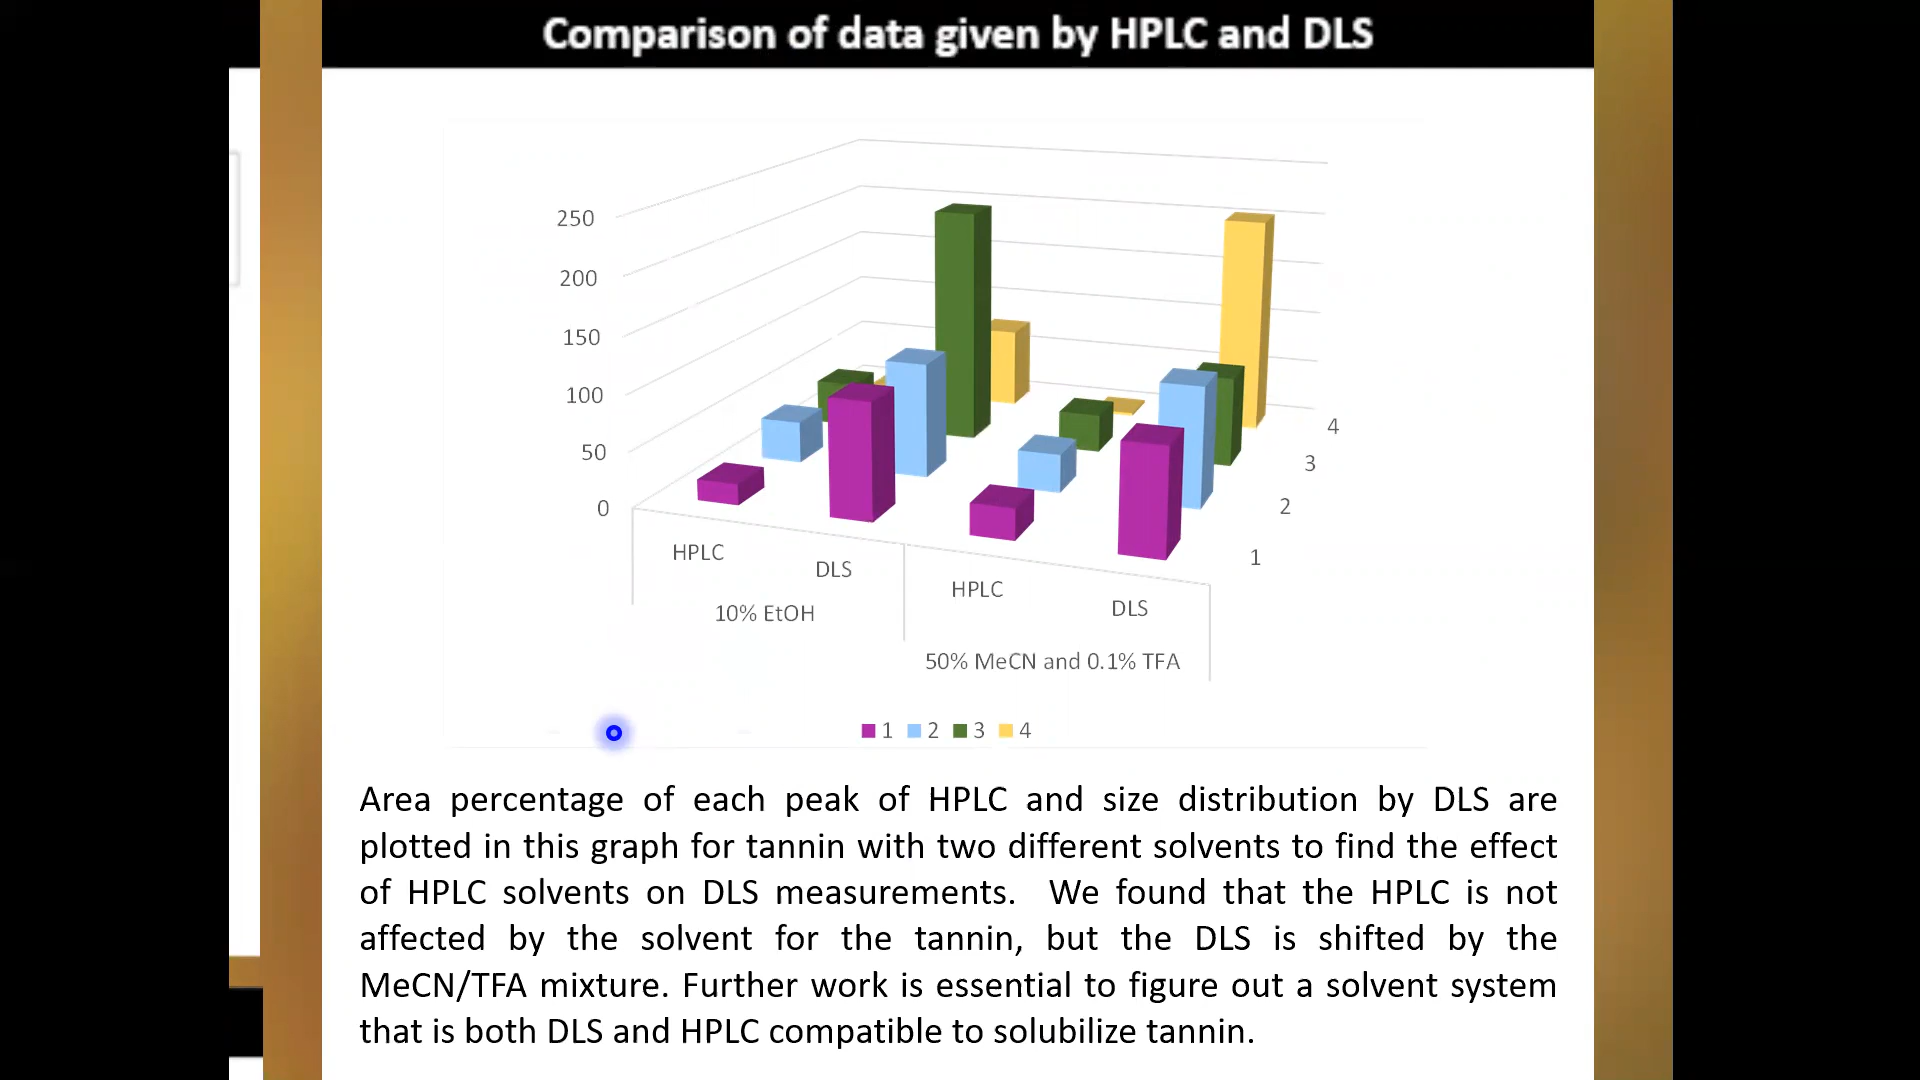 Comparison of data given by HPLC and DLS
250
200
150
100
50
0
4
3
2
1
HPLC
DLS
HPLC
DLS
10% EtOH
50% MeCN and 0.1% TFA
1 2 3 4
Area percentage of each peak of HPLC and size distribution by DLS are
plotted in this graph for tannin with two different solvents to find the effect
of HPLC solvents on DLS measurements. We found that the HPLC is not
affected by the solvent for the tannin, but the DLS is shifted by the
MeCN/TFA mixture. Further work is essential to figure out a solvent system
that is both DLS and HPLC compatible to solubilize tannin.